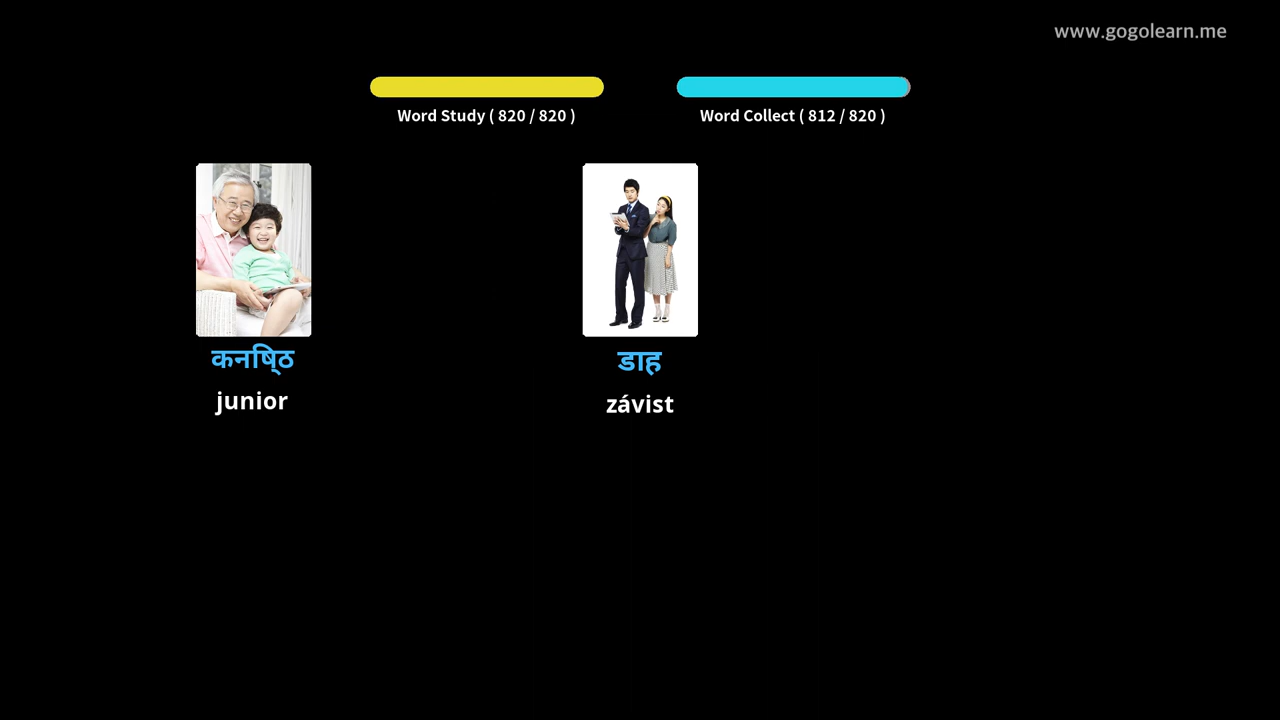 www.gogolearn.me
Word Study ( 820 / 820 )
Word Collect ( 812 / 820 )
कनष्ठि
junior
डाह
závist